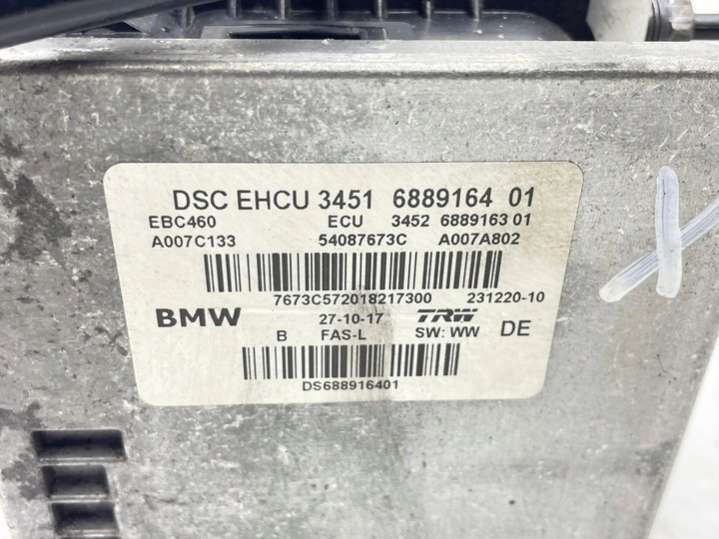 DSC EHCU 3451 6889164 01
EBC460 ECU 3452 6889163 01
A007C133 54087673C A007A802
7673C572018217300 231220-10
BMW 27-10-17 TRW DE
B FAS-L SW: WW
DS688916401